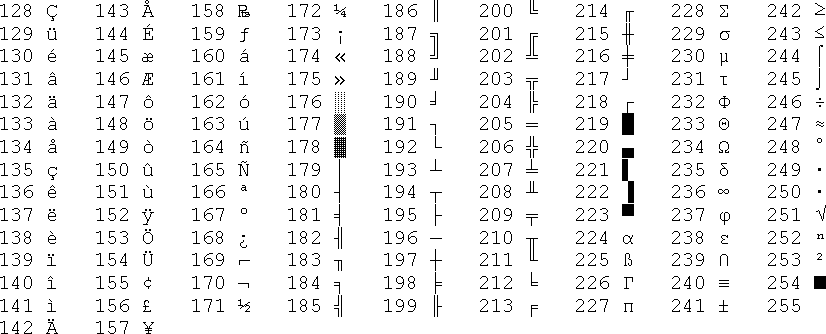 128 Ç 143 Å 158 ₧ 172 ¼ 186 ║ 200 ╚ 214 ╓ 228 Σ 242 ≥
129 ü 144 É 159 ƒ 173 ¡ 187 ╗ 201 ╔ 215 ╫ 229 σ 243 ≤
130 é 145 æ 160 á 174 « 188 ╝ 202 ╩ 216 ╪ 230 µ 244 ⌠
131 â 146 Æ 161 í 175 » 189 ╜ 203 ╦ 217 ┘ 231 τ 245 ⌡
132 ä 147 ô 162 ó 176 ░ 190 ╛ 204 ╠ 218 ┌ 232 Φ 246 ÷
133 à 148 ö 163 ú 177 ▒ 191 ┐ 205 ═ 219 █ 233 Θ 247 ≈
134 å 149 ò 164 ñ 178 ▓ 192 └ 206 ╬ 220 ▄ 234 Ω 248 °
135 ç 150 û 165 Ñ 179 │ 193 ┴ 207 ╧ 221 ▌ 235 δ 249 ∙
136 ê 151 ù 166 ª 180 ┤ 194 ┬ 208 ╨ 222 ▐ 236 ∞ 250 ·
137 ë 152 ÿ 167 º 181 ╡ 195 ├ 209 ╤ 223 ▀ 237 φ 251 √
138 è 153 Ö 168 ¿ 182 ╢ 196 ─ 210 ╥ 224 α 238 ε 252 ⁿ
139 ï 154 Ü 169 ⌐ 183 ╖ 197 ┼ 211 ╙ 225 ß 239 ∩ 253 ²
140 î 155 ¢ 170 ¬ 184 ╕ 198 ╞ 212 ╘ 226 Γ 240 ≡ 254 ■
141 ì 156 £ 171 ½ 185 ╣ 199 ╟ 213 ╒ 227 π 241 ± 255
142 Ä 157 ¥